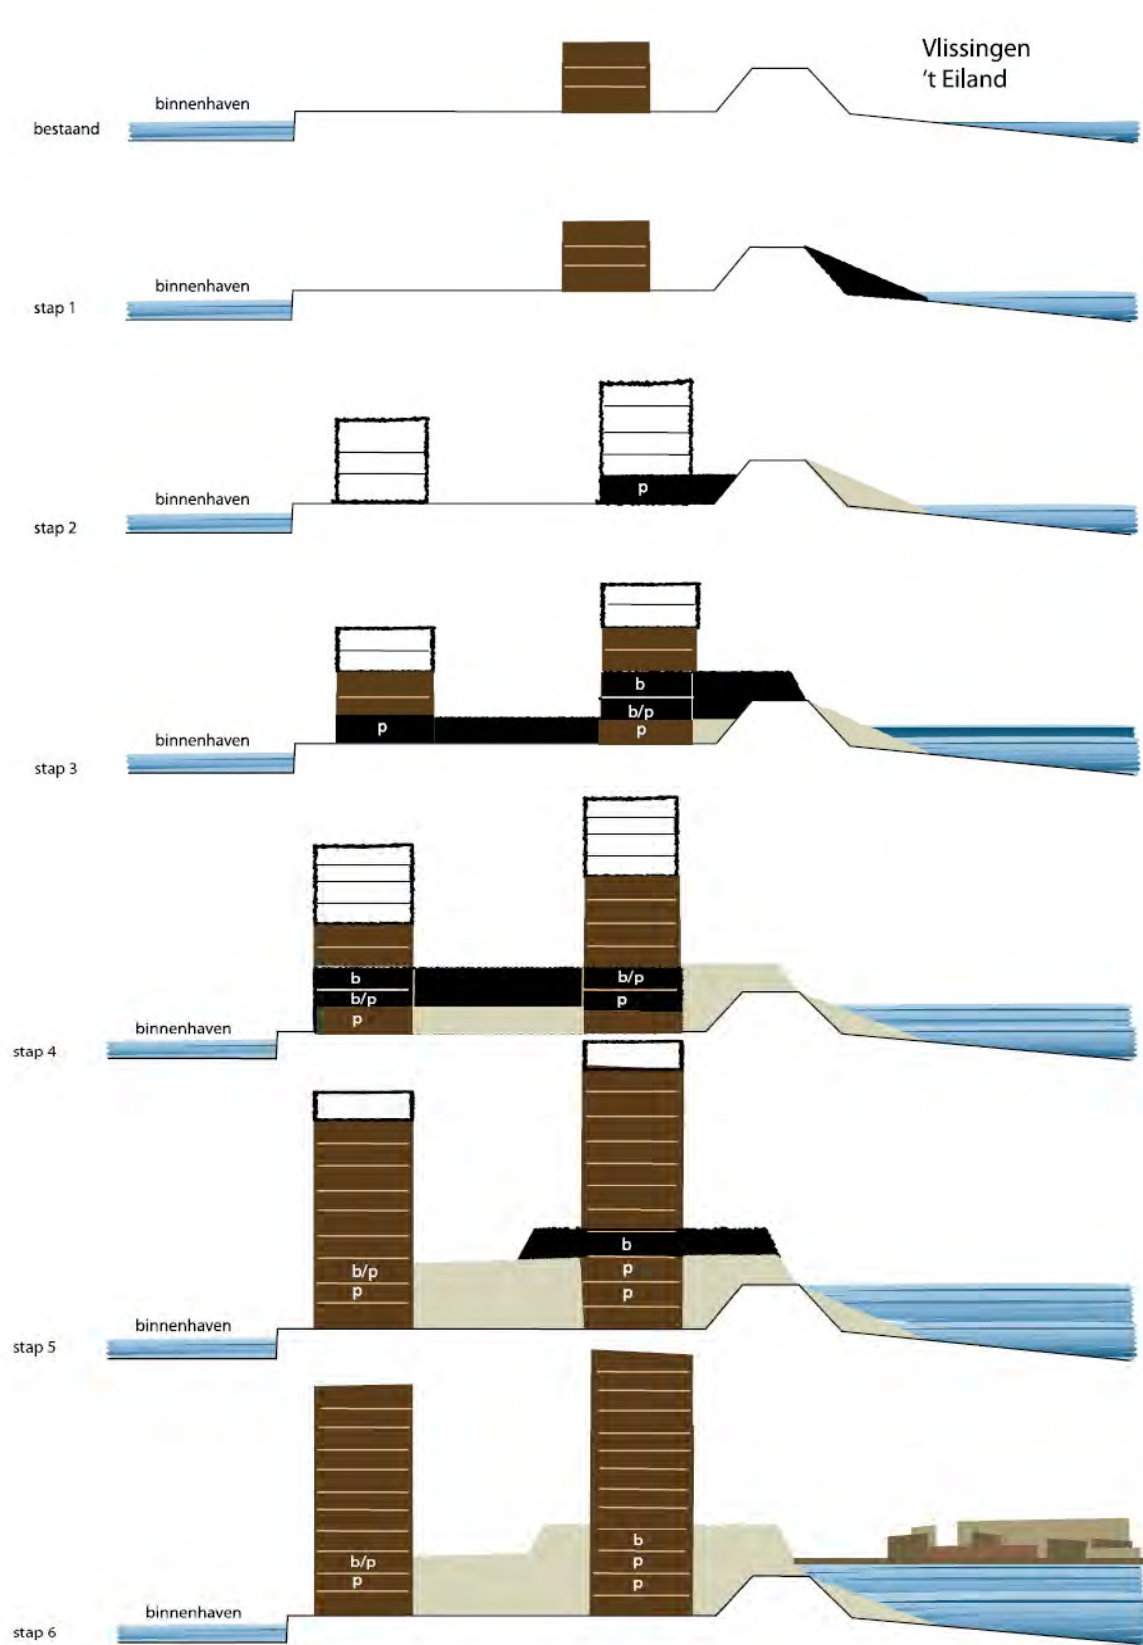 Vlissingen
't Eiland
binnenhaven
bestaand
binnenhaven
stap 1
p
binnenhaven
stap 2
b
b/p
p
p
binnenhaven
stap 3
b
b/p
b/p
p
p
binnenhaven
stap 4
b
b/p
p
p
p
binnenhaven
stap 5
b
b/p
p
p
p
binnenhaven
stap 6